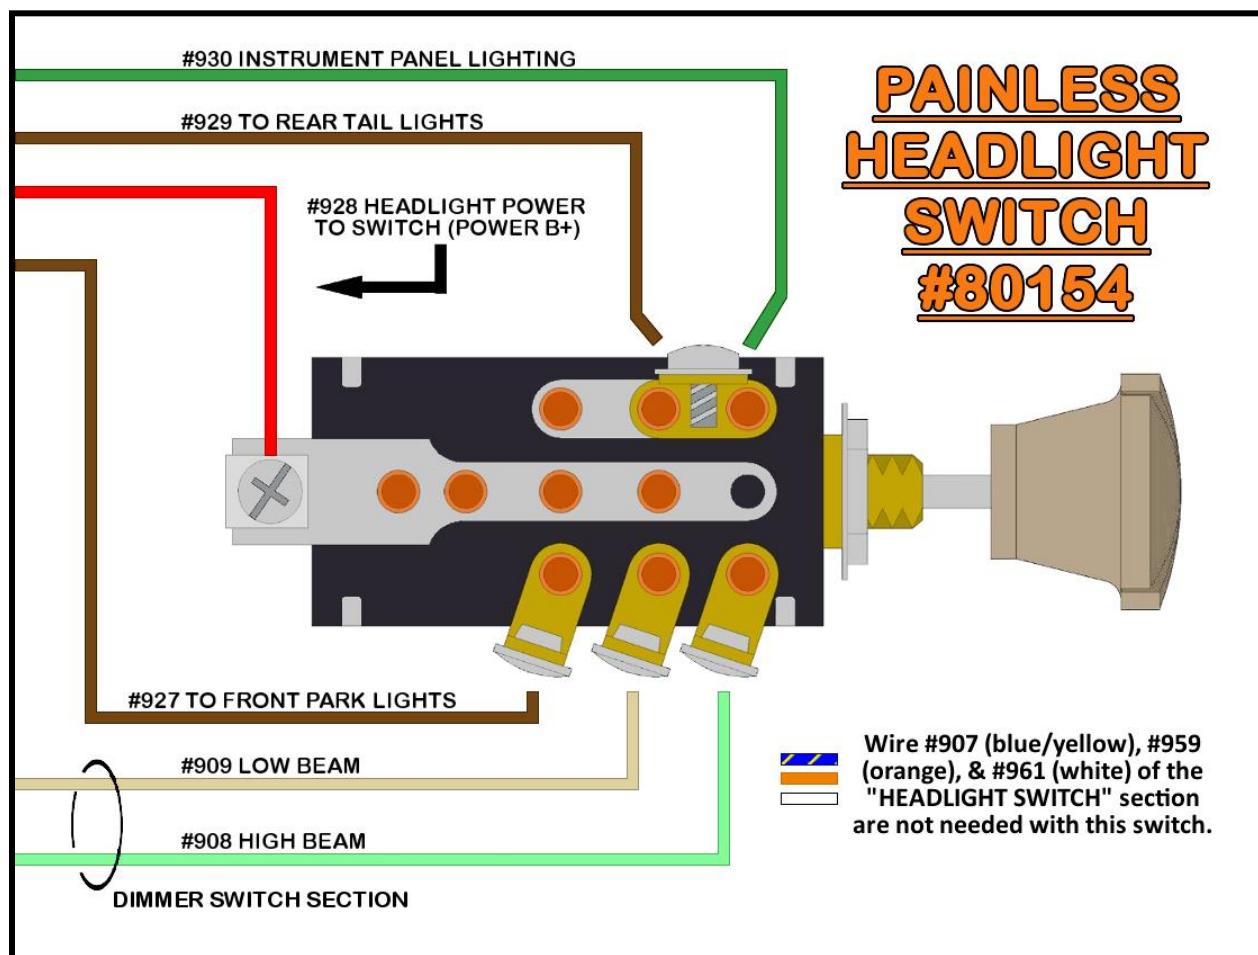 #930 INSTRUMENT PANEL LIGHTING
PAINLESS
HEADLIGHT
SWITCH
#80154
#929 TO REAR TAIL LIGHTS
#928 HEADLIGHT POWER
TO SWITCH (POWER B+)
#927 TO FRONT PARK LIGHTS
#909 LOW BEAM
#908 HIGH BEAM
DIMMER SWITCH SECTION
Wire #907 (blue/yellow), #959
(orange), & #961 (white) of the
"HEADLIGHT SWITCH" section
are not needed with this switch.